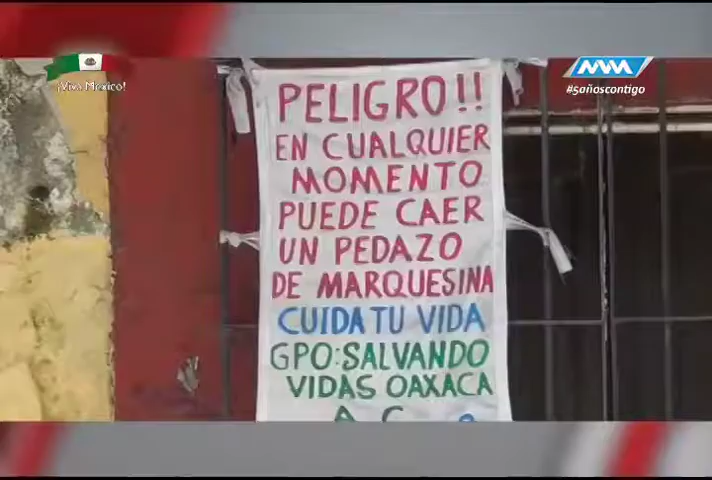 ¡Viva México!
MVM
#5añoscontigo
PELIGRO!!
EN CUALQUIER
MOMENTO
PUEDE CAER
UN PEDAZO
DE MARQUESINA
CUIDA TU VIDA
GPO:SALVANDO
VIDAS OAXACA